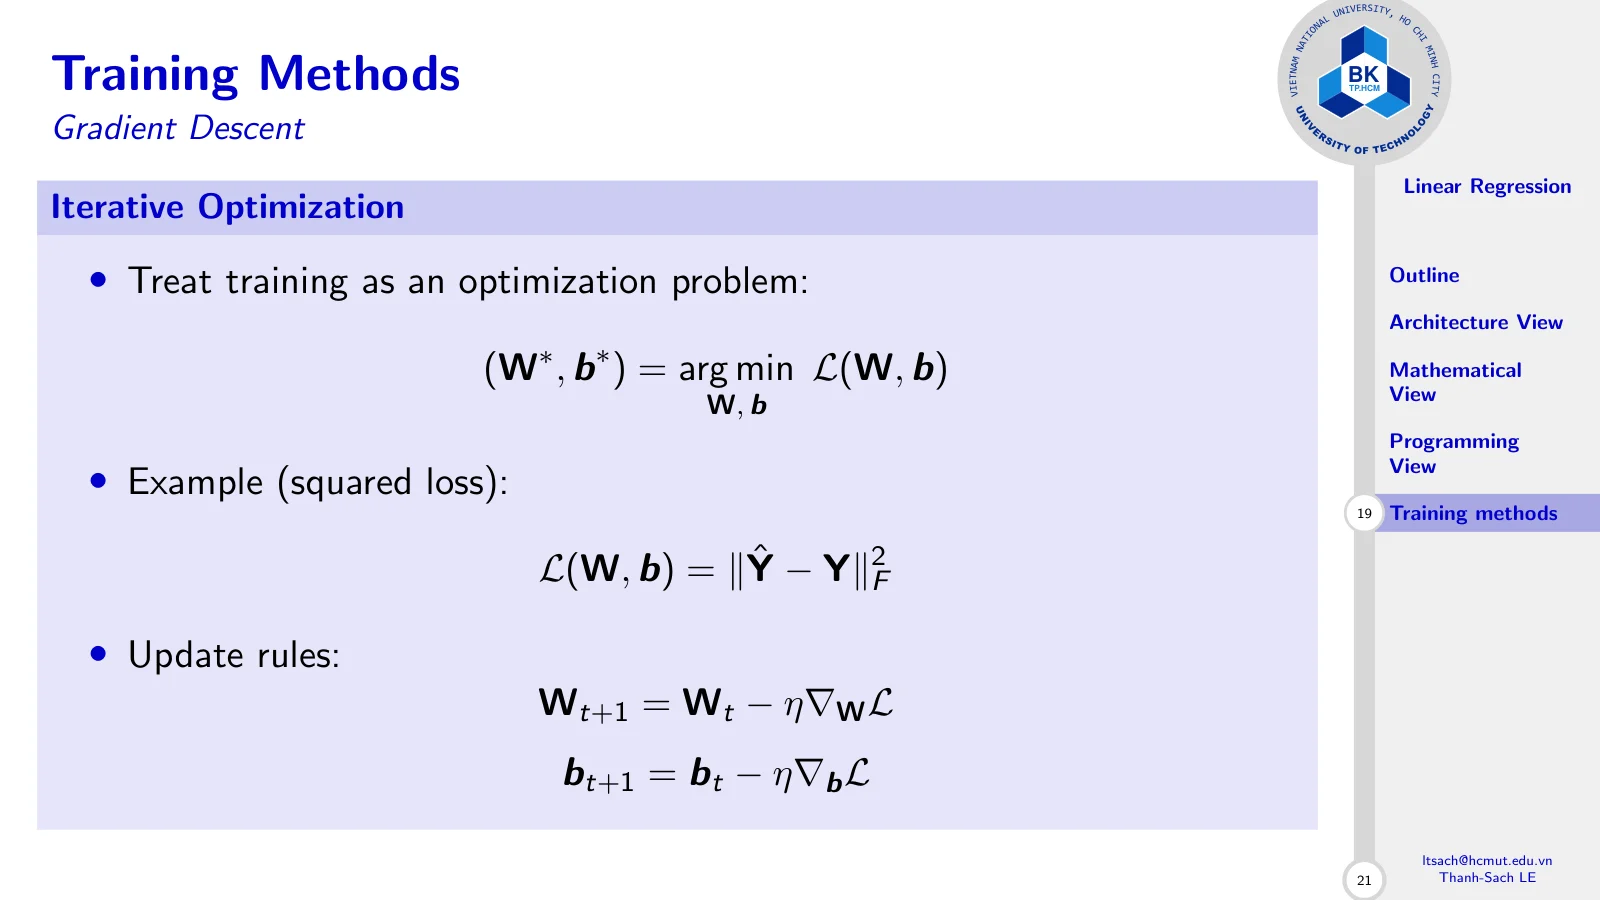 Training Methods
Gradient Descent
Iterative Optimization
• Treat training as an optimization problem:
(W*, b*) = arg min L(W, b)
W, b
• Example (squared loss):
ℒ(W, b) = ‖Ŷ − Y‖²_F
• Update rules:
W_{t+1} = W_t − η∇_W ℒ
b_{t+1} = b_t − η∇_b ℒ
VIETNAM NATIONAL UNIVERSITY, HO CHI MINH CITY
BK
TP.HCM
UNIVERSITY OF TECHNOLOGY
Linear Regression
Outline
Architecture View
Mathematical
View
Programming
View
19 Training methods
ltsach@hcmut.edu.vn
Thanh-Sach LE
21